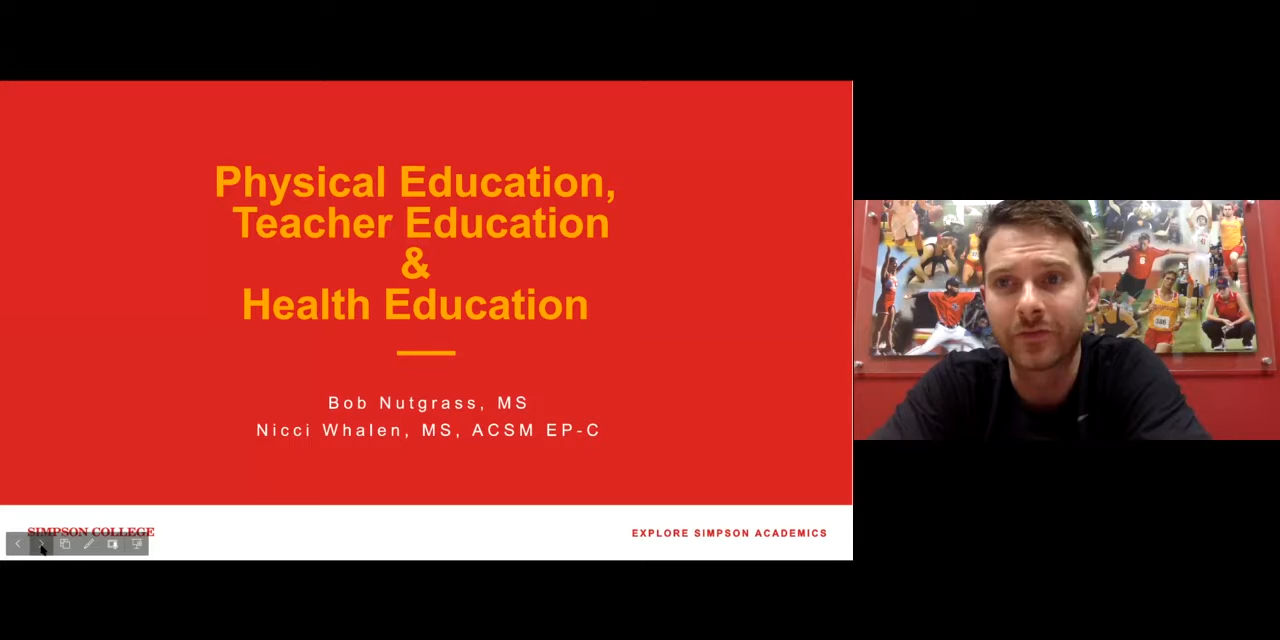 Physical Education,
Teacher Education
&
Health Education
Bob Nutgrass, MS
Nicci Whalen, MS, ACSM EP-C
SIMPSON COLLEGE
EXPLORE SIMPSON ACADEMICS